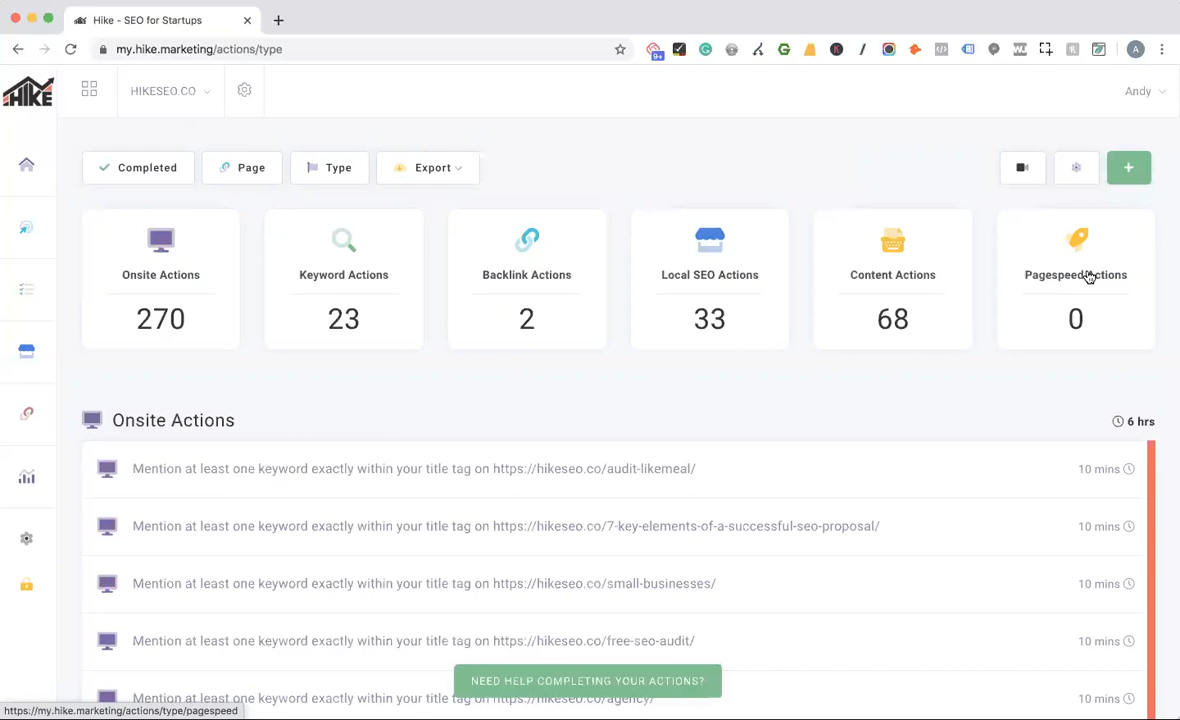 Hike - SEO for Startups
my.hike.marketing/actions/type
9+
A
HIKE
HIKESEO.CO
Andy
Completed
Page
Type
Export
+
Onsite Actions
270
Keyword Actions
23
Backlink Actions
2
Local SEO Actions
33
Content Actions
68
Pagespeed Actions
0
Onsite Actions
6 hrs
Mention at least one keyword exactly within your title tag on https://hikeseo.co/audit-likemeal/
10 mins
Mention at least one keyword exactly within your title tag on https://hikeseo.co/7-key-elements-of-a-successful-seo-proposal/
10 mins
Mention at least one keyword exactly within your title tag on https://hikeseo.co/small-businesses/
10 mins
Mention at least one keyword exactly within your title tag on https://hikeseo.co/free-seo-audit/
10 mins
NEED HELP COMPLETING YOUR ACTIONS?
Mention at least one keyword exactly within your title tag on https://hikeseo.co/agency/
10 mins
https://my.hike.marketing/actions/type/pagespeed